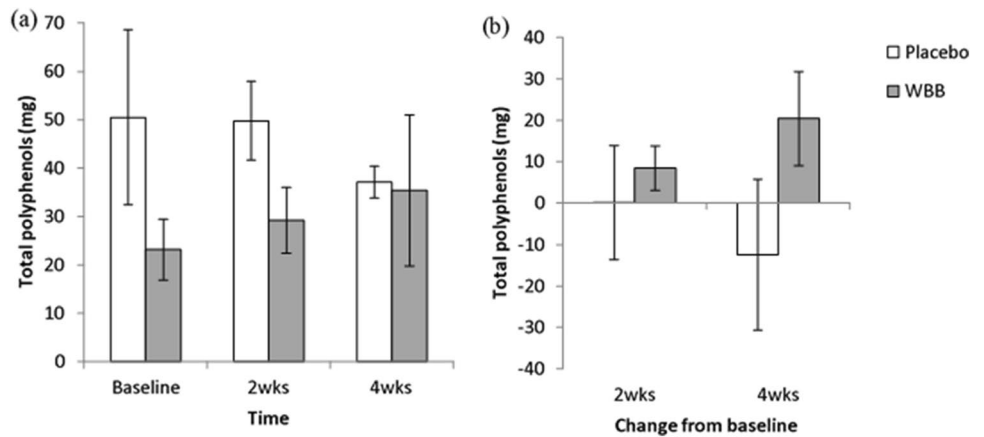 (a)
70
60
50
40
30
20
10
0
Total polyphenols (mg)
Baseline 2wks 4wks
Time
(b)
40
30
20
10
0
-10
-20
-30
-40
Total polyphenols (mg)
2wks 4wks
Change from baseline
Placebo
WBB